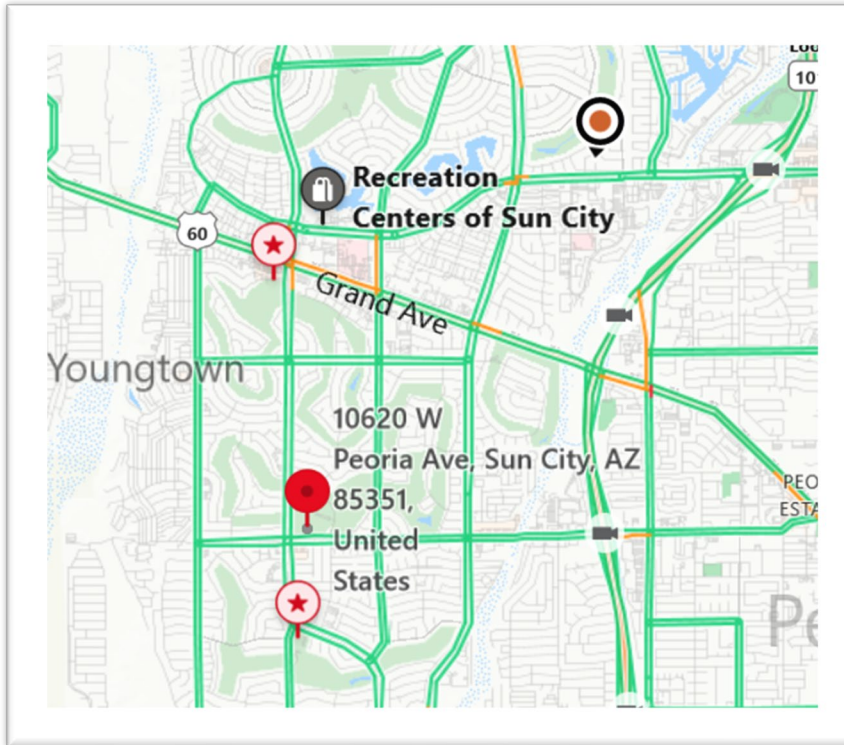 10
Recreation
Centers of Sun City
60
Grand Ave
Youngtown
10620 W
Peoria Ave, Sun City, AZ
85351,
United
States
PEO
ESTA
Pe